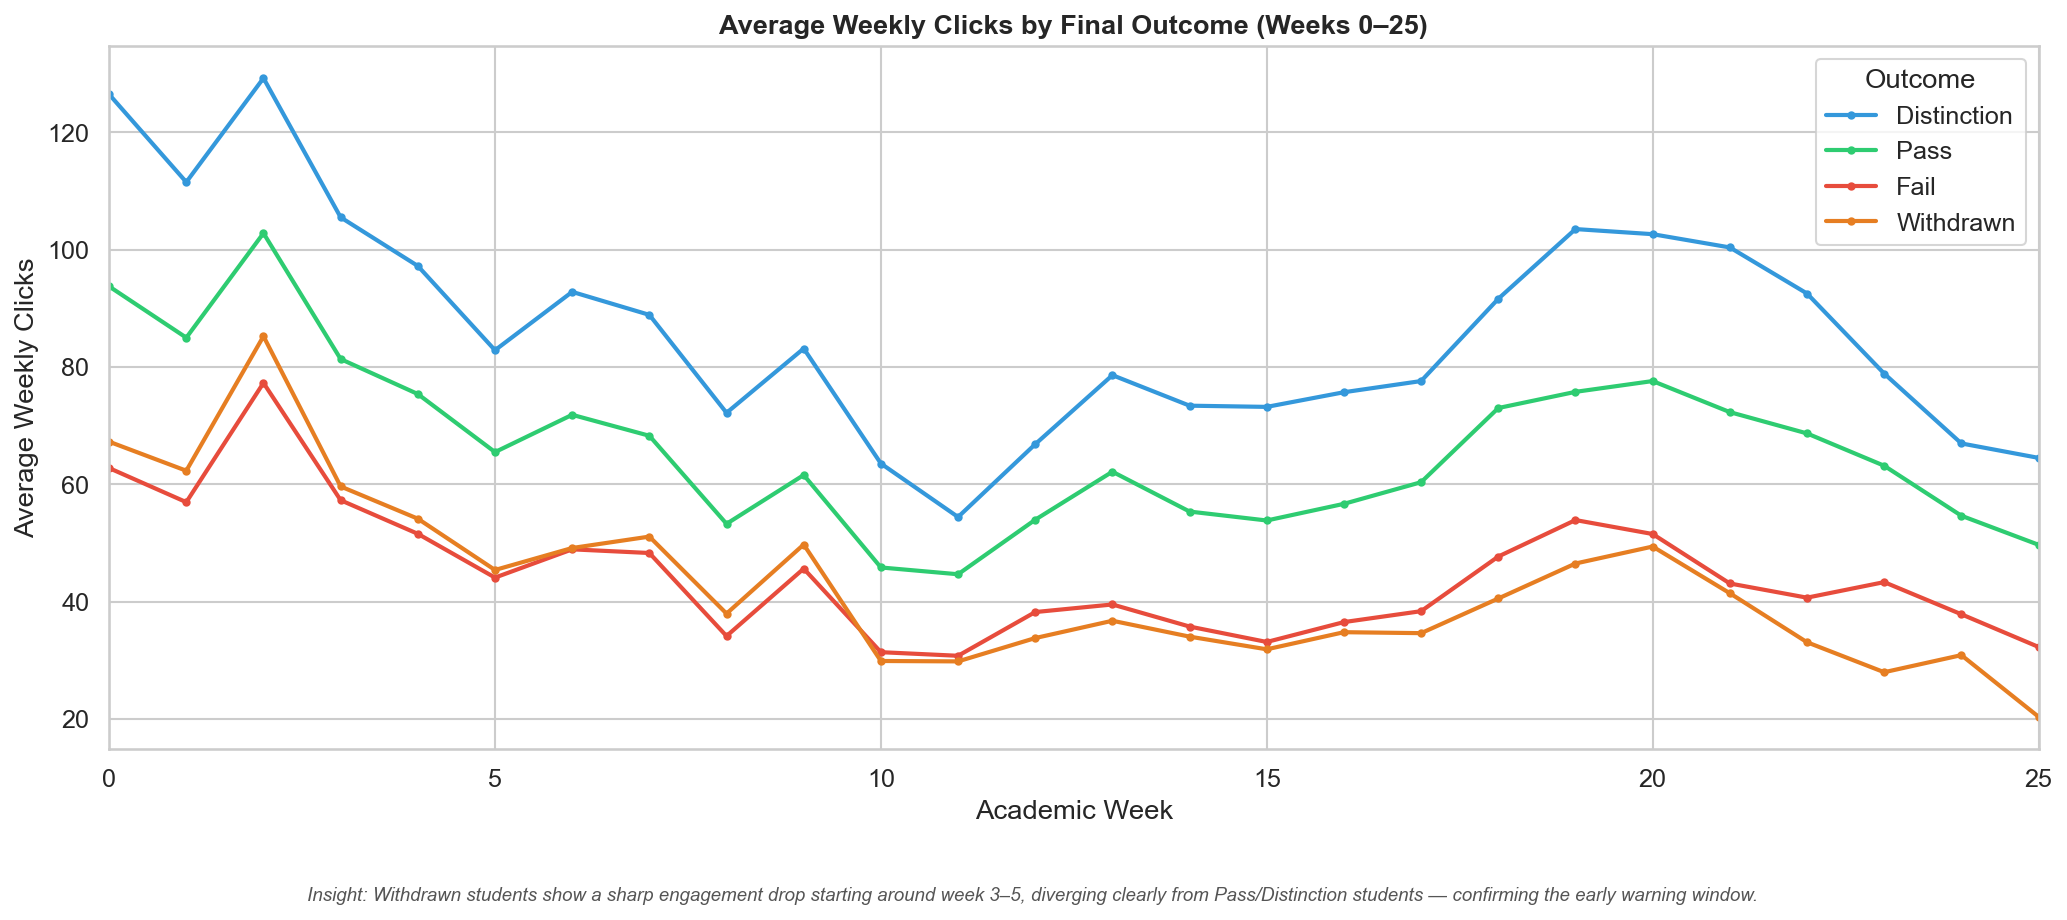 Average Weekly Clicks by Final Outcome (Weeks 0–25)
Outcome
Distinction
Pass
Fail
Withdrawn
Average Weekly Clicks
120
100
80
60
40
20
0
5
10
15
20
25
Academic Week
Insight: Withdrawn students show a sharp engagement drop starting around week 3–5, diverging clearly from Pass/Distinction students — confirming the early warning window.